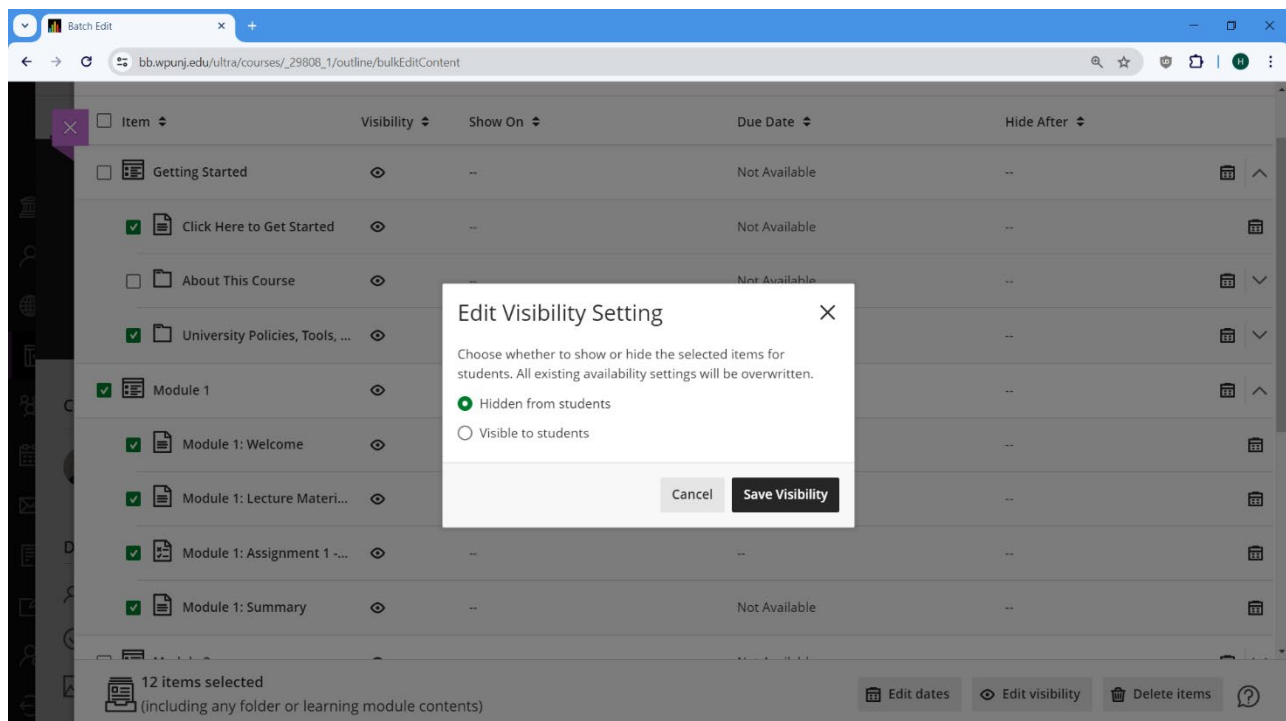 Batch Edit
bb.wpunj.edu/ultra/courses/_29808_1/outline/bulkEditContent
H
Item Visibility Show On Due Date Hide After
Getting Started -- Not Available --
Click Here to Get Started -- Not Available --
About This Course -- Not Available --
University Policies, Tools, ... --
Module 1 --
Module 1: Welcome --
Module 1: Lecture Materi... --
Module 1: Assignment 1 -... -- -- --
Module 1: Summary -- Not Available --
Edit Visibility Setting
Choose whether to show or hide the selected items for
students. All existing availability settings will be overwritten.
Hidden from students
Visible to students
Cancel Save Visibility
12 items selected
(including any folder or learning module contents)
Edit dates Edit visibility Delete items